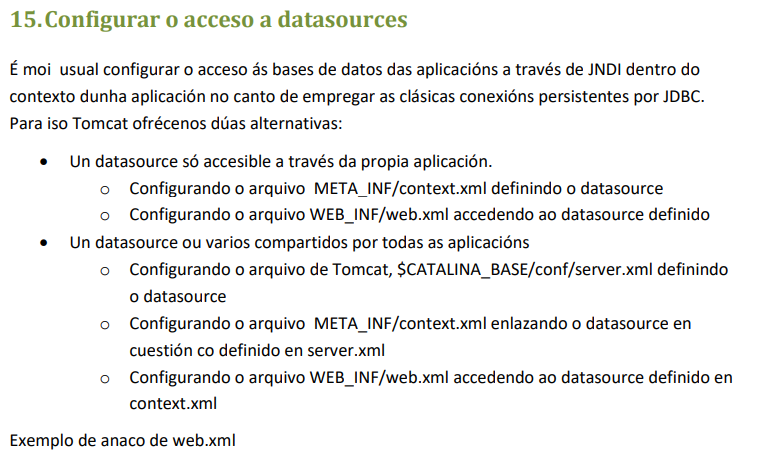 15.Configurar o acceso a datasources
É moi usual configurar o acceso ás bases de datos das aplicacións a través de JNDI dentro do
contexto dunha aplicación no canto de empregar as clásicas conexións persistentes por JDBC.
Para iso Tomcat ofrécenos dúas alternativas:
• Un datasource só accesible a través da propia aplicación.
o Configurando o arquivo META_INF/context.xml definindo o datasource
o Configurando o arquivo WEB_INF/web.xml accedendo ao datasource definido
• Un datasource ou varios compartidos por todas as aplicacións
o Configurando o arquivo de Tomcat, $CATALINA_BASE/conf/server.xml definindo
o datasource
o Configurando o arquivo META_INF/context.xml enlazando o datasource en
cuestión co definido en server.xml
o Configurando o arquivo WEB_INF/web.xml accedendo ao datasource definido en
context.xml
Exemplo de anaco de web.xml